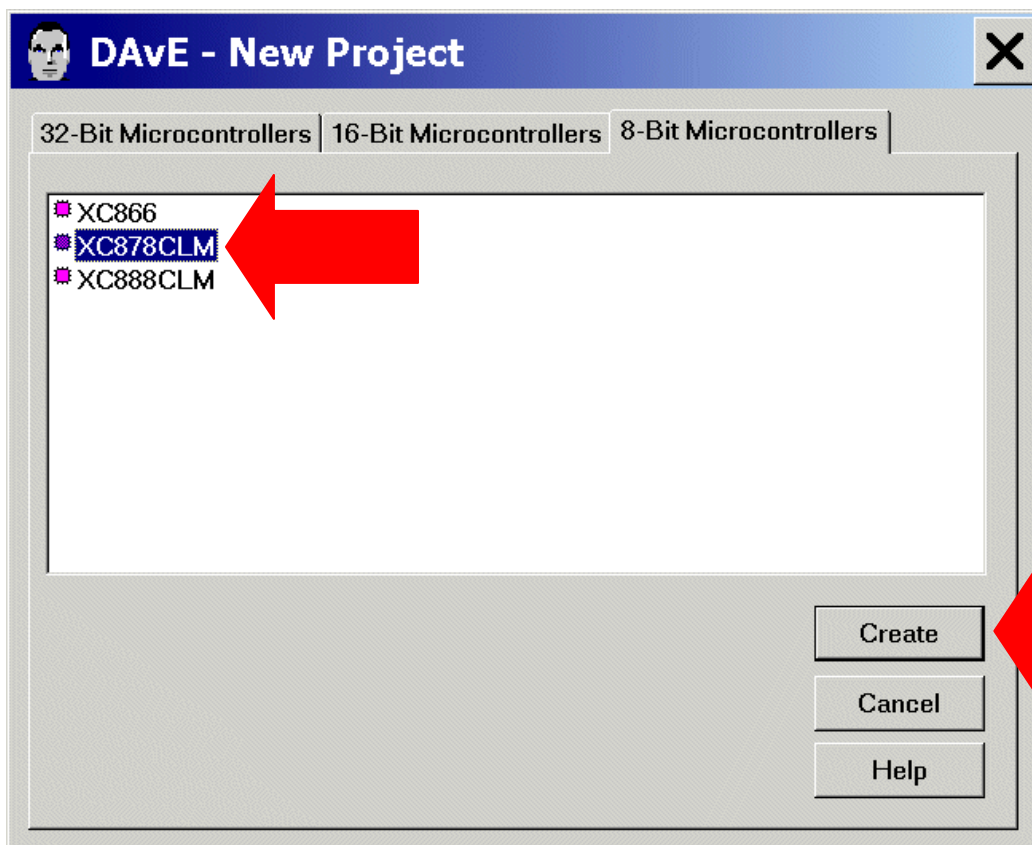 DAvE - New Project
32-Bit Microcontrollers 16-Bit Microcontrollers 8-Bit Microcontrollers
XC866
XC878CLM
XC888CLM
Create
Cancel
Help